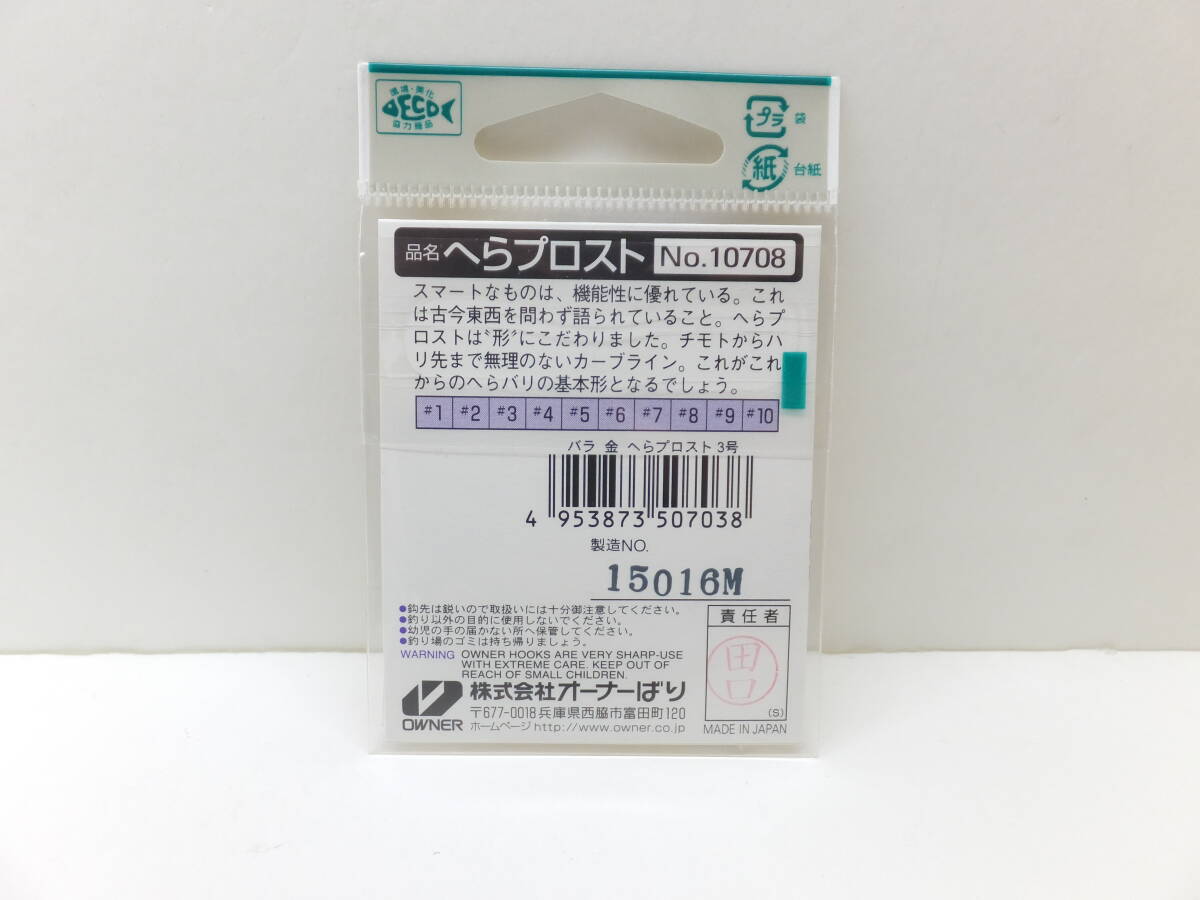 環境・美化
ECO
協力商品
プラ 袋
紙 台紙
品名 へらプロスト No.10708
スマートなものは、機能性に優れている。これ
は古今東西を問わず語られていること。へらプ
ロストは〝形〞にこだわりました。チモトからハ
リ先まで無理のないカーブライン。これがこれ
からのへらバリの基本形となるでしょう。
#1 #2 #3 #4 #5 #6 #7 #8 #9 #10
バラ 金 へらプロスト 3号
4 953873 507038
製造NO.
15016M
●鈎先は鋭いので取扱いには十分御注意してください。
●釣り以外の目的に使用しないでください。
●幼児の手の届かない所へ保管してください。
●釣り場のゴミは持ち帰りましょう。
WARNING OWNER HOOKS ARE VERY SHARP-USE
WITH EXTREME CARE. KEEP OUT OF
REACH OF SMALL CHILDREN.
OWNER 株式会社オーナーばり
〒677-0018 兵庫県西脇市富田町120
ホームページ http://www.owner.co.jp
責任者
田口
(S)
MADE IN JAPAN